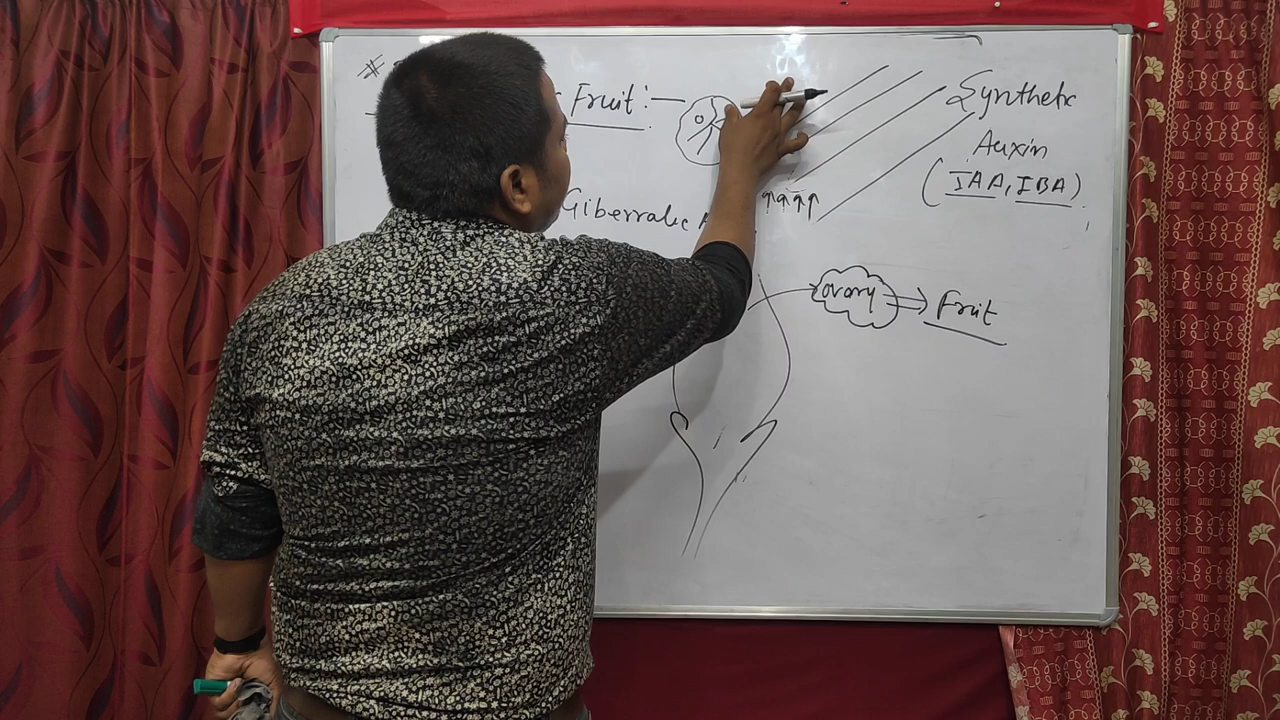 #
Fruit :—
Synthetic
Auxin
(IAA, IBA)
Giberralic
ovary ⇒ Fruit